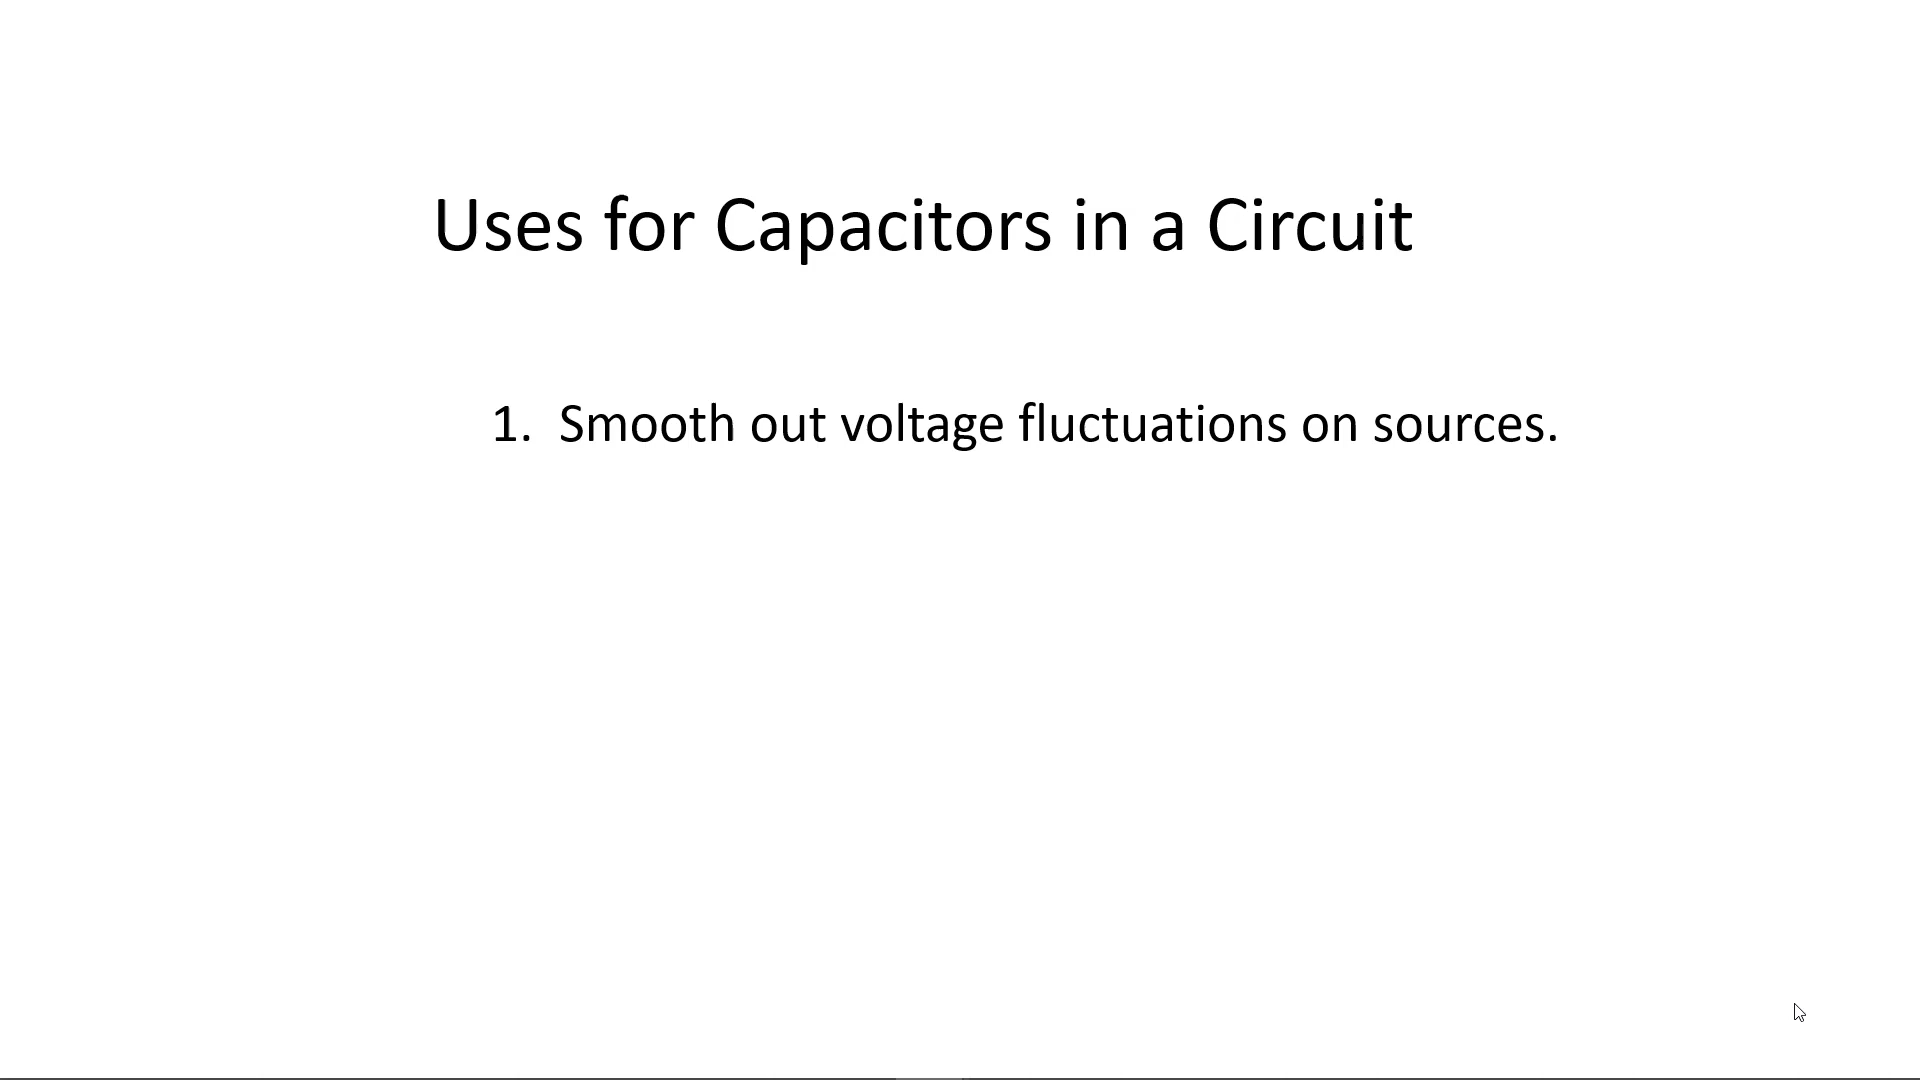 Uses for Capacitors in a Circuit
1. Smooth out voltage fluctuations on sources.